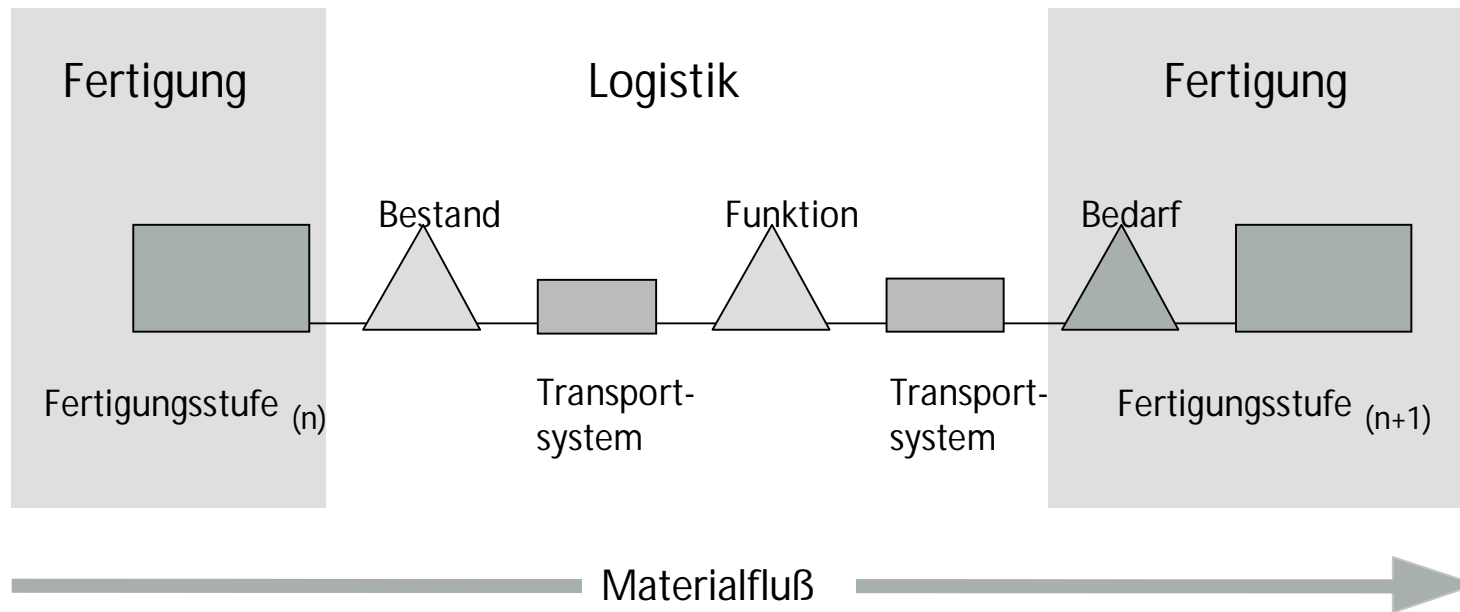 Fertigung
Logistik
Fertigung
Bestand
Funktion
Bedarf
Fertigungsstufe (n)
Transport-
system
Transport-
system
Fertigungsstufe (n+1)
Materialfluß